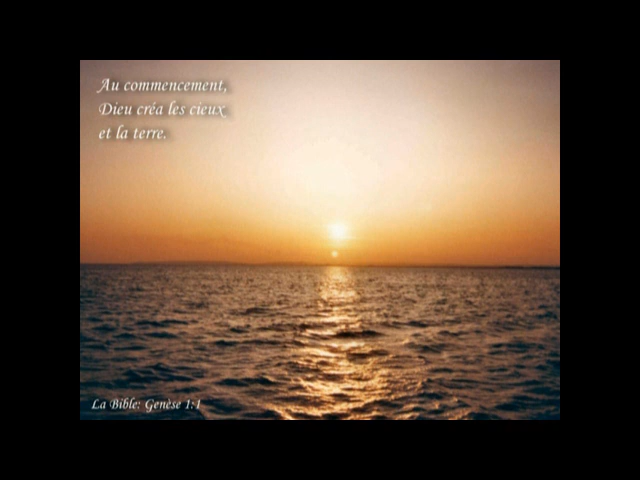 Au commencement,
Dieu créa les cieux
et la terre.
La Bible: Genèse 1:1